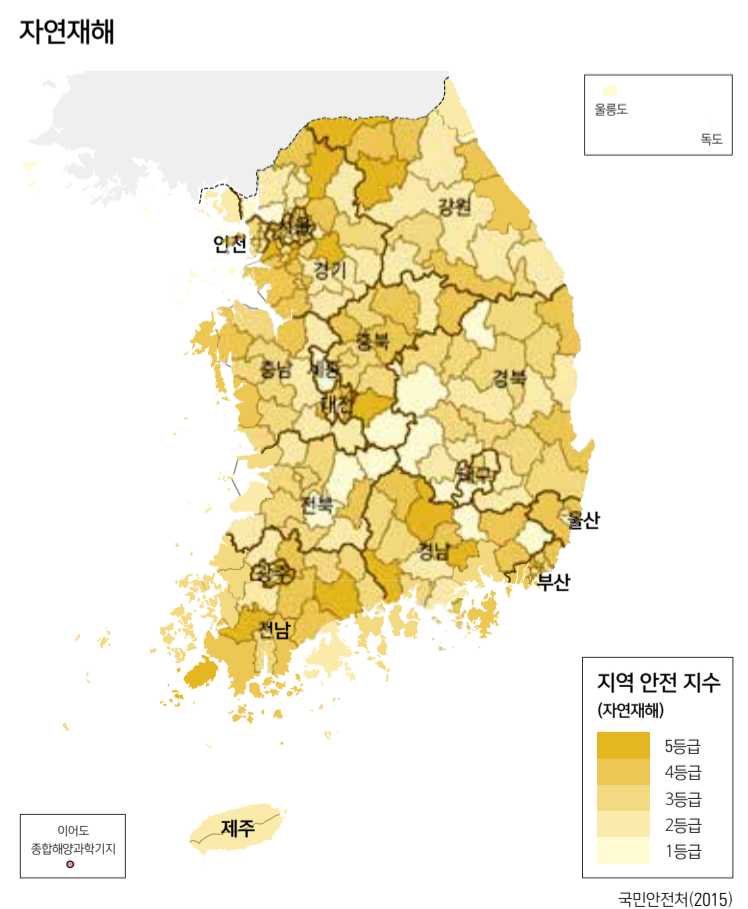 자연재해
울릉도
독도
강원
서울
인천
경기
충북
충남
세종
경북
대전
대구
전북
울산
경남
광주
부산
전남
지역 안전 지수
(자연재해)
5등급
4등급
3등급
2등급
1등급
제주
이어도
종합해양과학기지
국민안전처(2015)